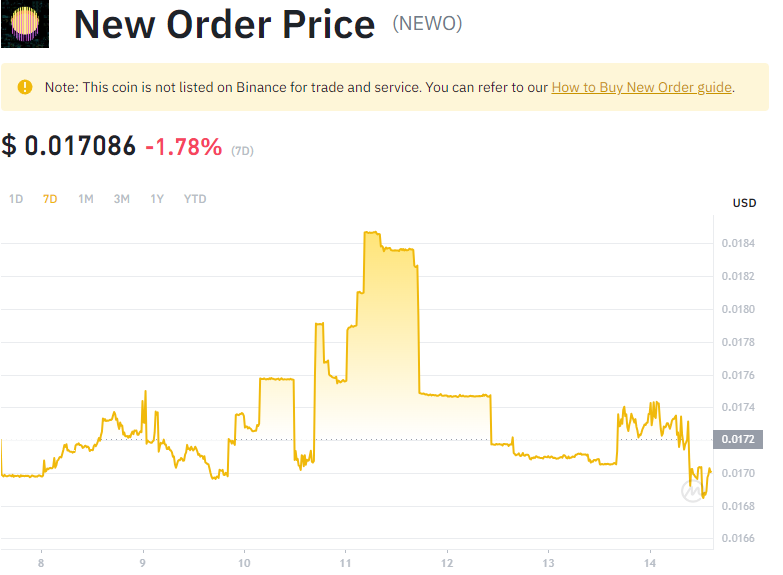 New Order Price (NEWO)
Note: This coin is not listed on Binance for trade and service. You can refer to our How to Buy New Order guide.
$ 0.017086 -1.78% (7D)
1D 7D 1M 3M 1Y YTD
USD
0.0184
0.0182
0.0180
0.0178
0.0176
0.0174
0.0172
0.0170
0.0168
0.0166
8 9 10 11 12 13 14